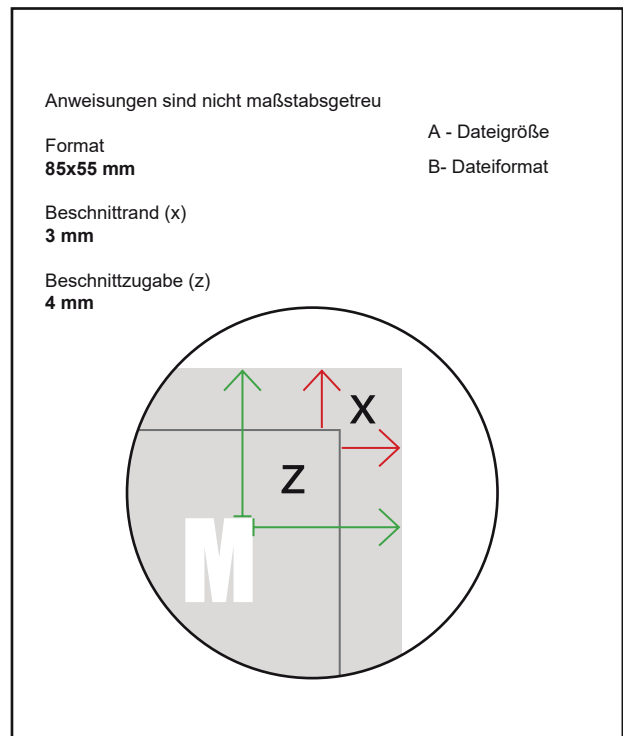 Anweisungen sind nicht maßstabsgetreu
Format
85x55 mm
Beschnittrand (x)
3 mm
Beschnittzugabe (z)
4 mm
A - Dateigröße
B- Dateiformat
x
z
M